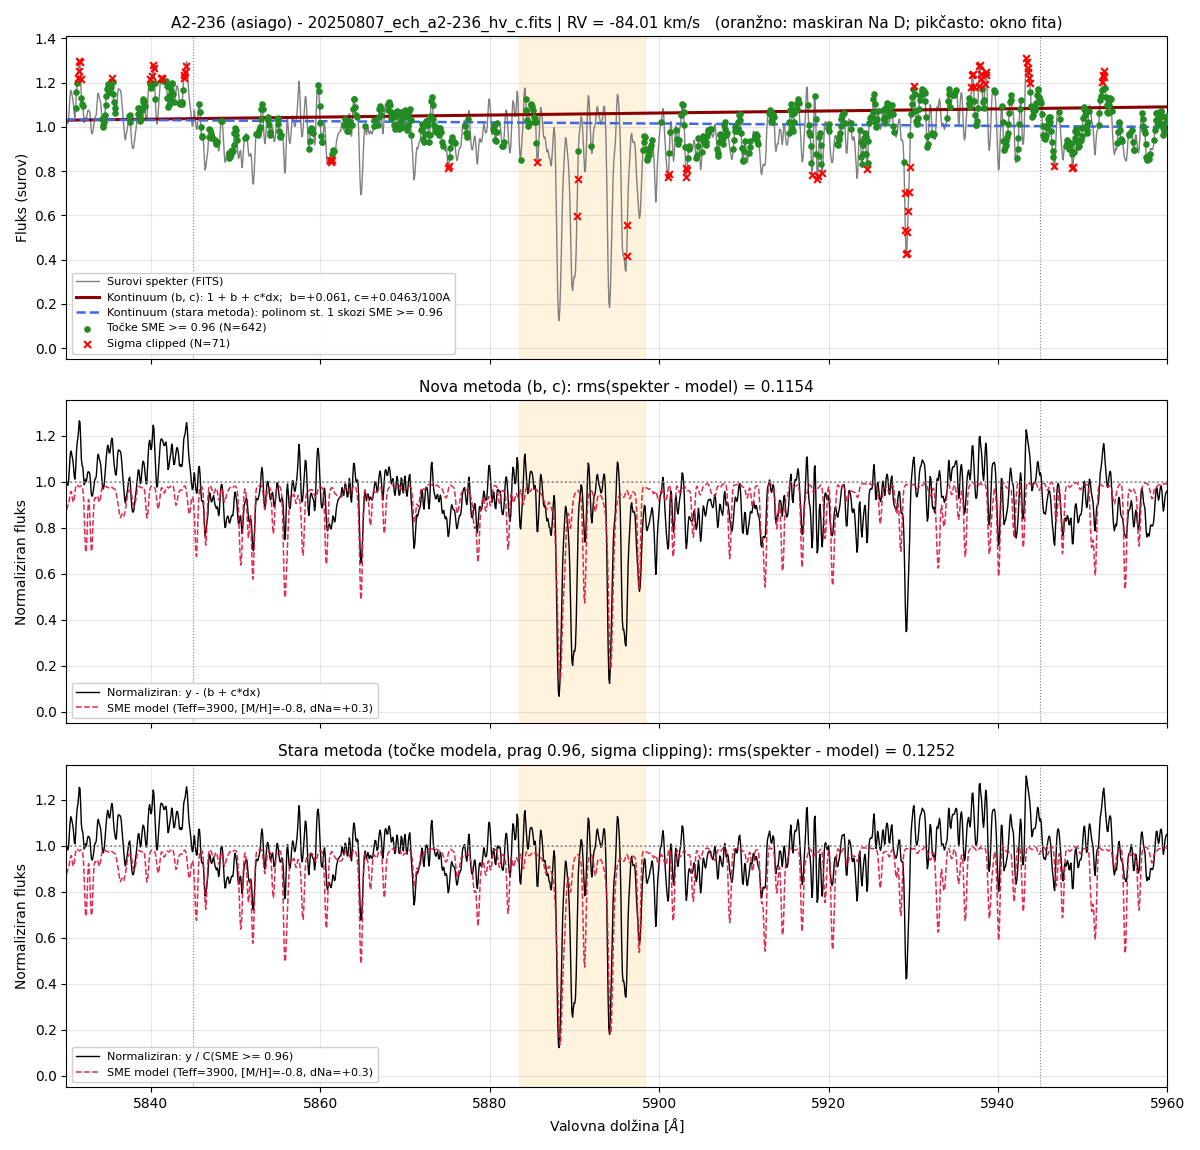 A2-236 (asiago) - 20250807_ech_a2-236_hv_c.fits | RV = -84.01 km/s   (oranžno: maskiran Na D; pikčasto: okno fita)
1.4
1.2
1.0
0.8
0.6
0.4
0.2
0.0
Fluks (surov)
Surovi spekter (FITS)
Kontinuum (b, c): 1 + b + c*dx;  b=+0.061, c=+0.0463/100A
Kontinuum (stara metoda): polinom st. 1 skozi SME >= 0.96
Točke SME >= 0.96 (N=642)
Sigma clipped (N=71)
Nova metoda (b, c): rms(spekter - model) = 0.1154
1.2
1.0
0.8
0.6
0.4
0.2
0.0
Normaliziran fluks
Normaliziran: y - (b + c*dx)
SME model (Teff=3900, [M/H]=-0.8, dNa=+0.3)
Stara metoda (točke modela, prag 0.96, sigma clipping): rms(spekter - model) = 0.1252
1.2
1.0
0.8
0.6
0.4
0.2
0.0
Normaliziran fluks
Normaliziran: y / C(SME >= 0.96)
SME model (Teff=3900, [M/H]=-0.8, dNa=+0.3)
5840 5860 5880 5900 5920 5940 5960
Valovna dolžina [Å]